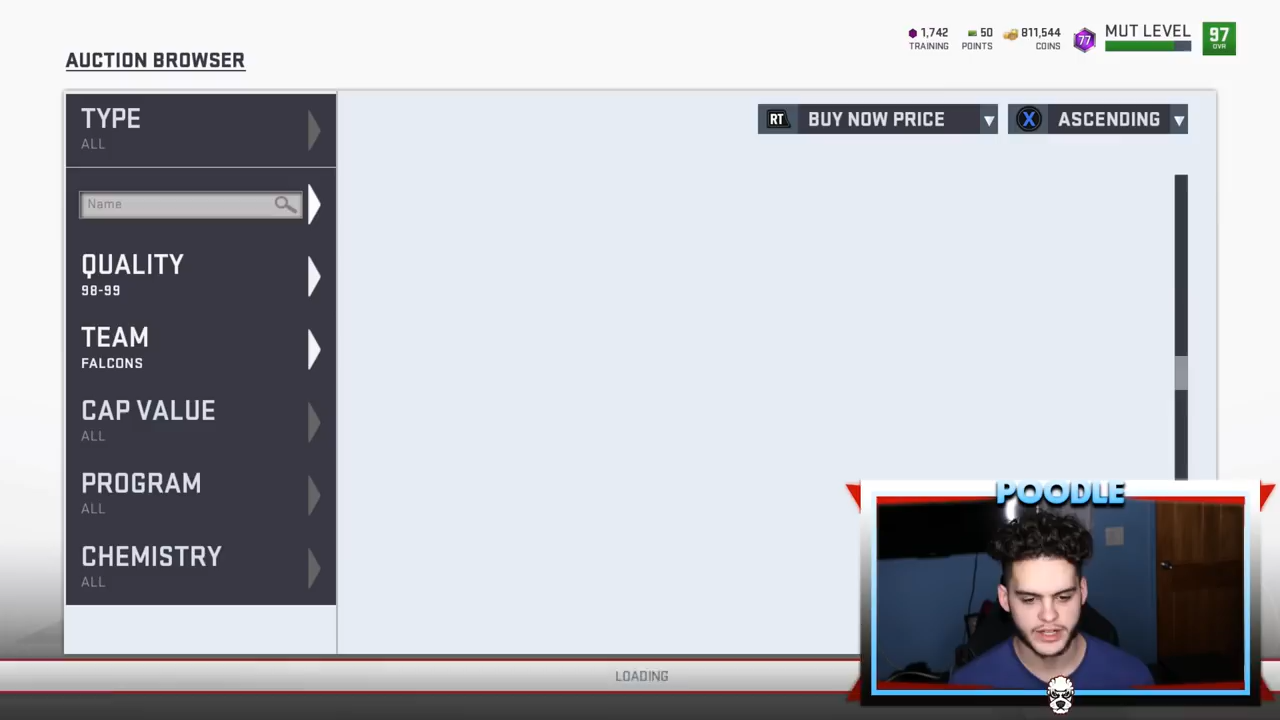 1,742
TRAINING
50
POINTS
811,544
COINS
77
MUT LEVEL
97
OVR
AUCTION BROWSER
TYPE
ALL
RT
BUY NOW PRICE
X
ASCENDING
Name
QUALITY
98-99
TEAM
FALCONS
CAP VALUE
ALL
PROGRAM
ALL
CHEMISTRY
ALL
POODLE
LOADING